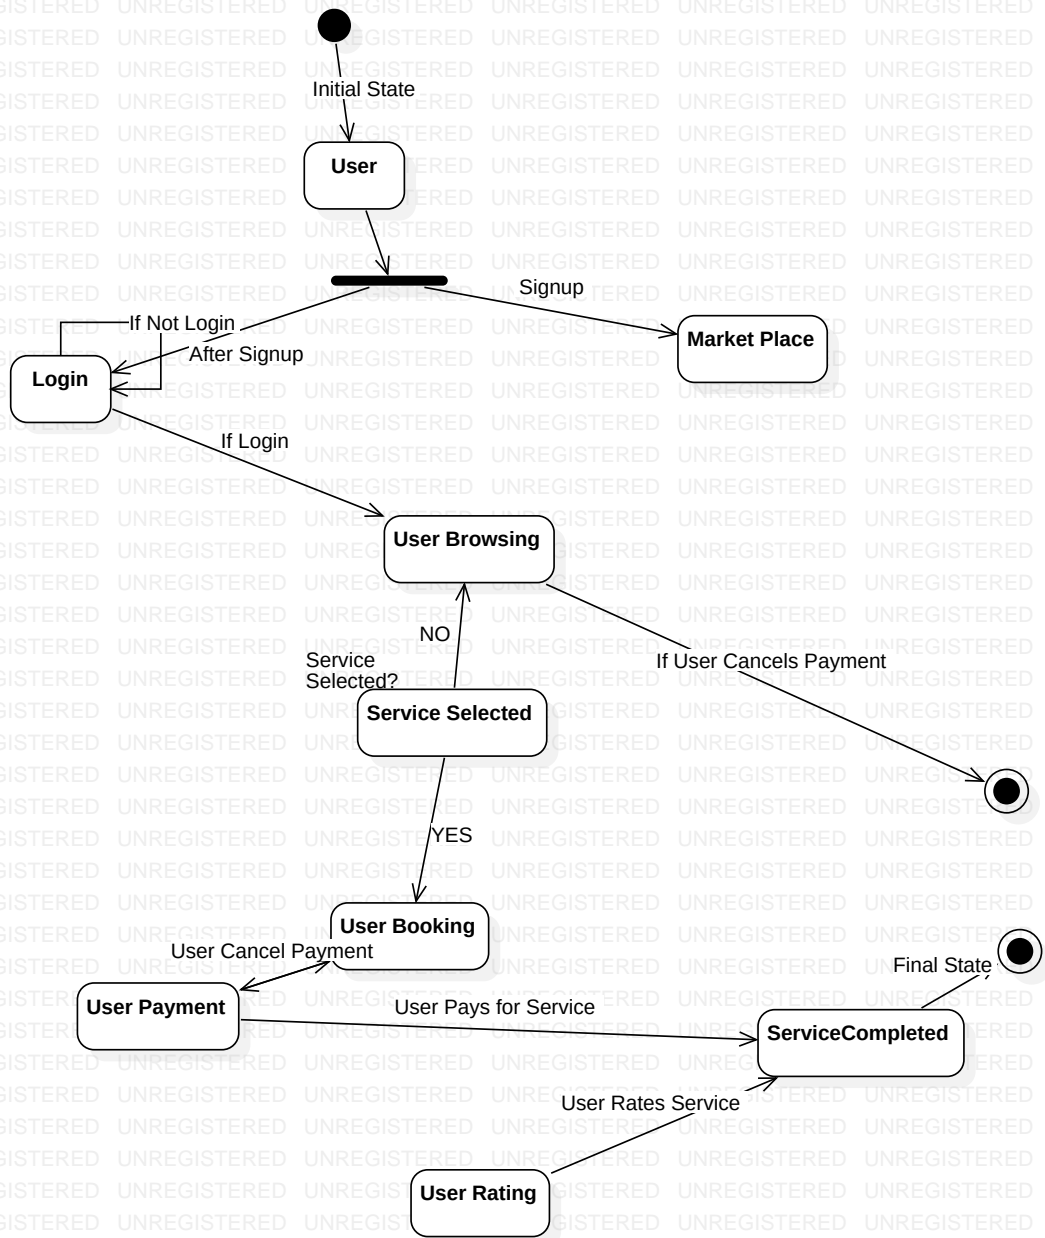 Initial State
User
Signup
If Not Login
Market Place
After Signup
Login
If Login
User Browsing
NO
Service
Selected?
If User Cancels Payment
Service Selected
YES
User Booking
User Cancel Payment
Final State
User Payment
User Pays for Service
ServiceCompleted
User Rates Service
User Rating
UNREGISTERED